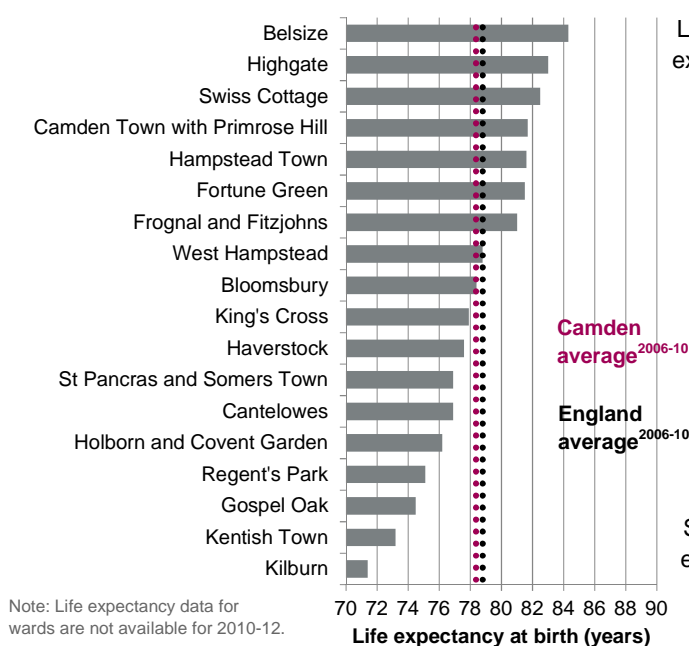 Belsize
Highgate
Swiss Cottage
Camden Town with Primrose Hill
Hampstead Town
Fortune Green
Frognal and Fitzjohns
West Hampstead
Bloomsbury
King's Cross
Haverstock
St Pancras and Somers Town
Cantelowes
Holborn and Covent Garden
Regent's Park
Gospel Oak
Kentish Town
Kilburn
Camden
average2006-10
England
average2006-10
70 72 74 76 78 80 82 84 86 88 90
Life expectancy at birth (years)
Note: Life expectancy data for
wards are not available for 2010-12.